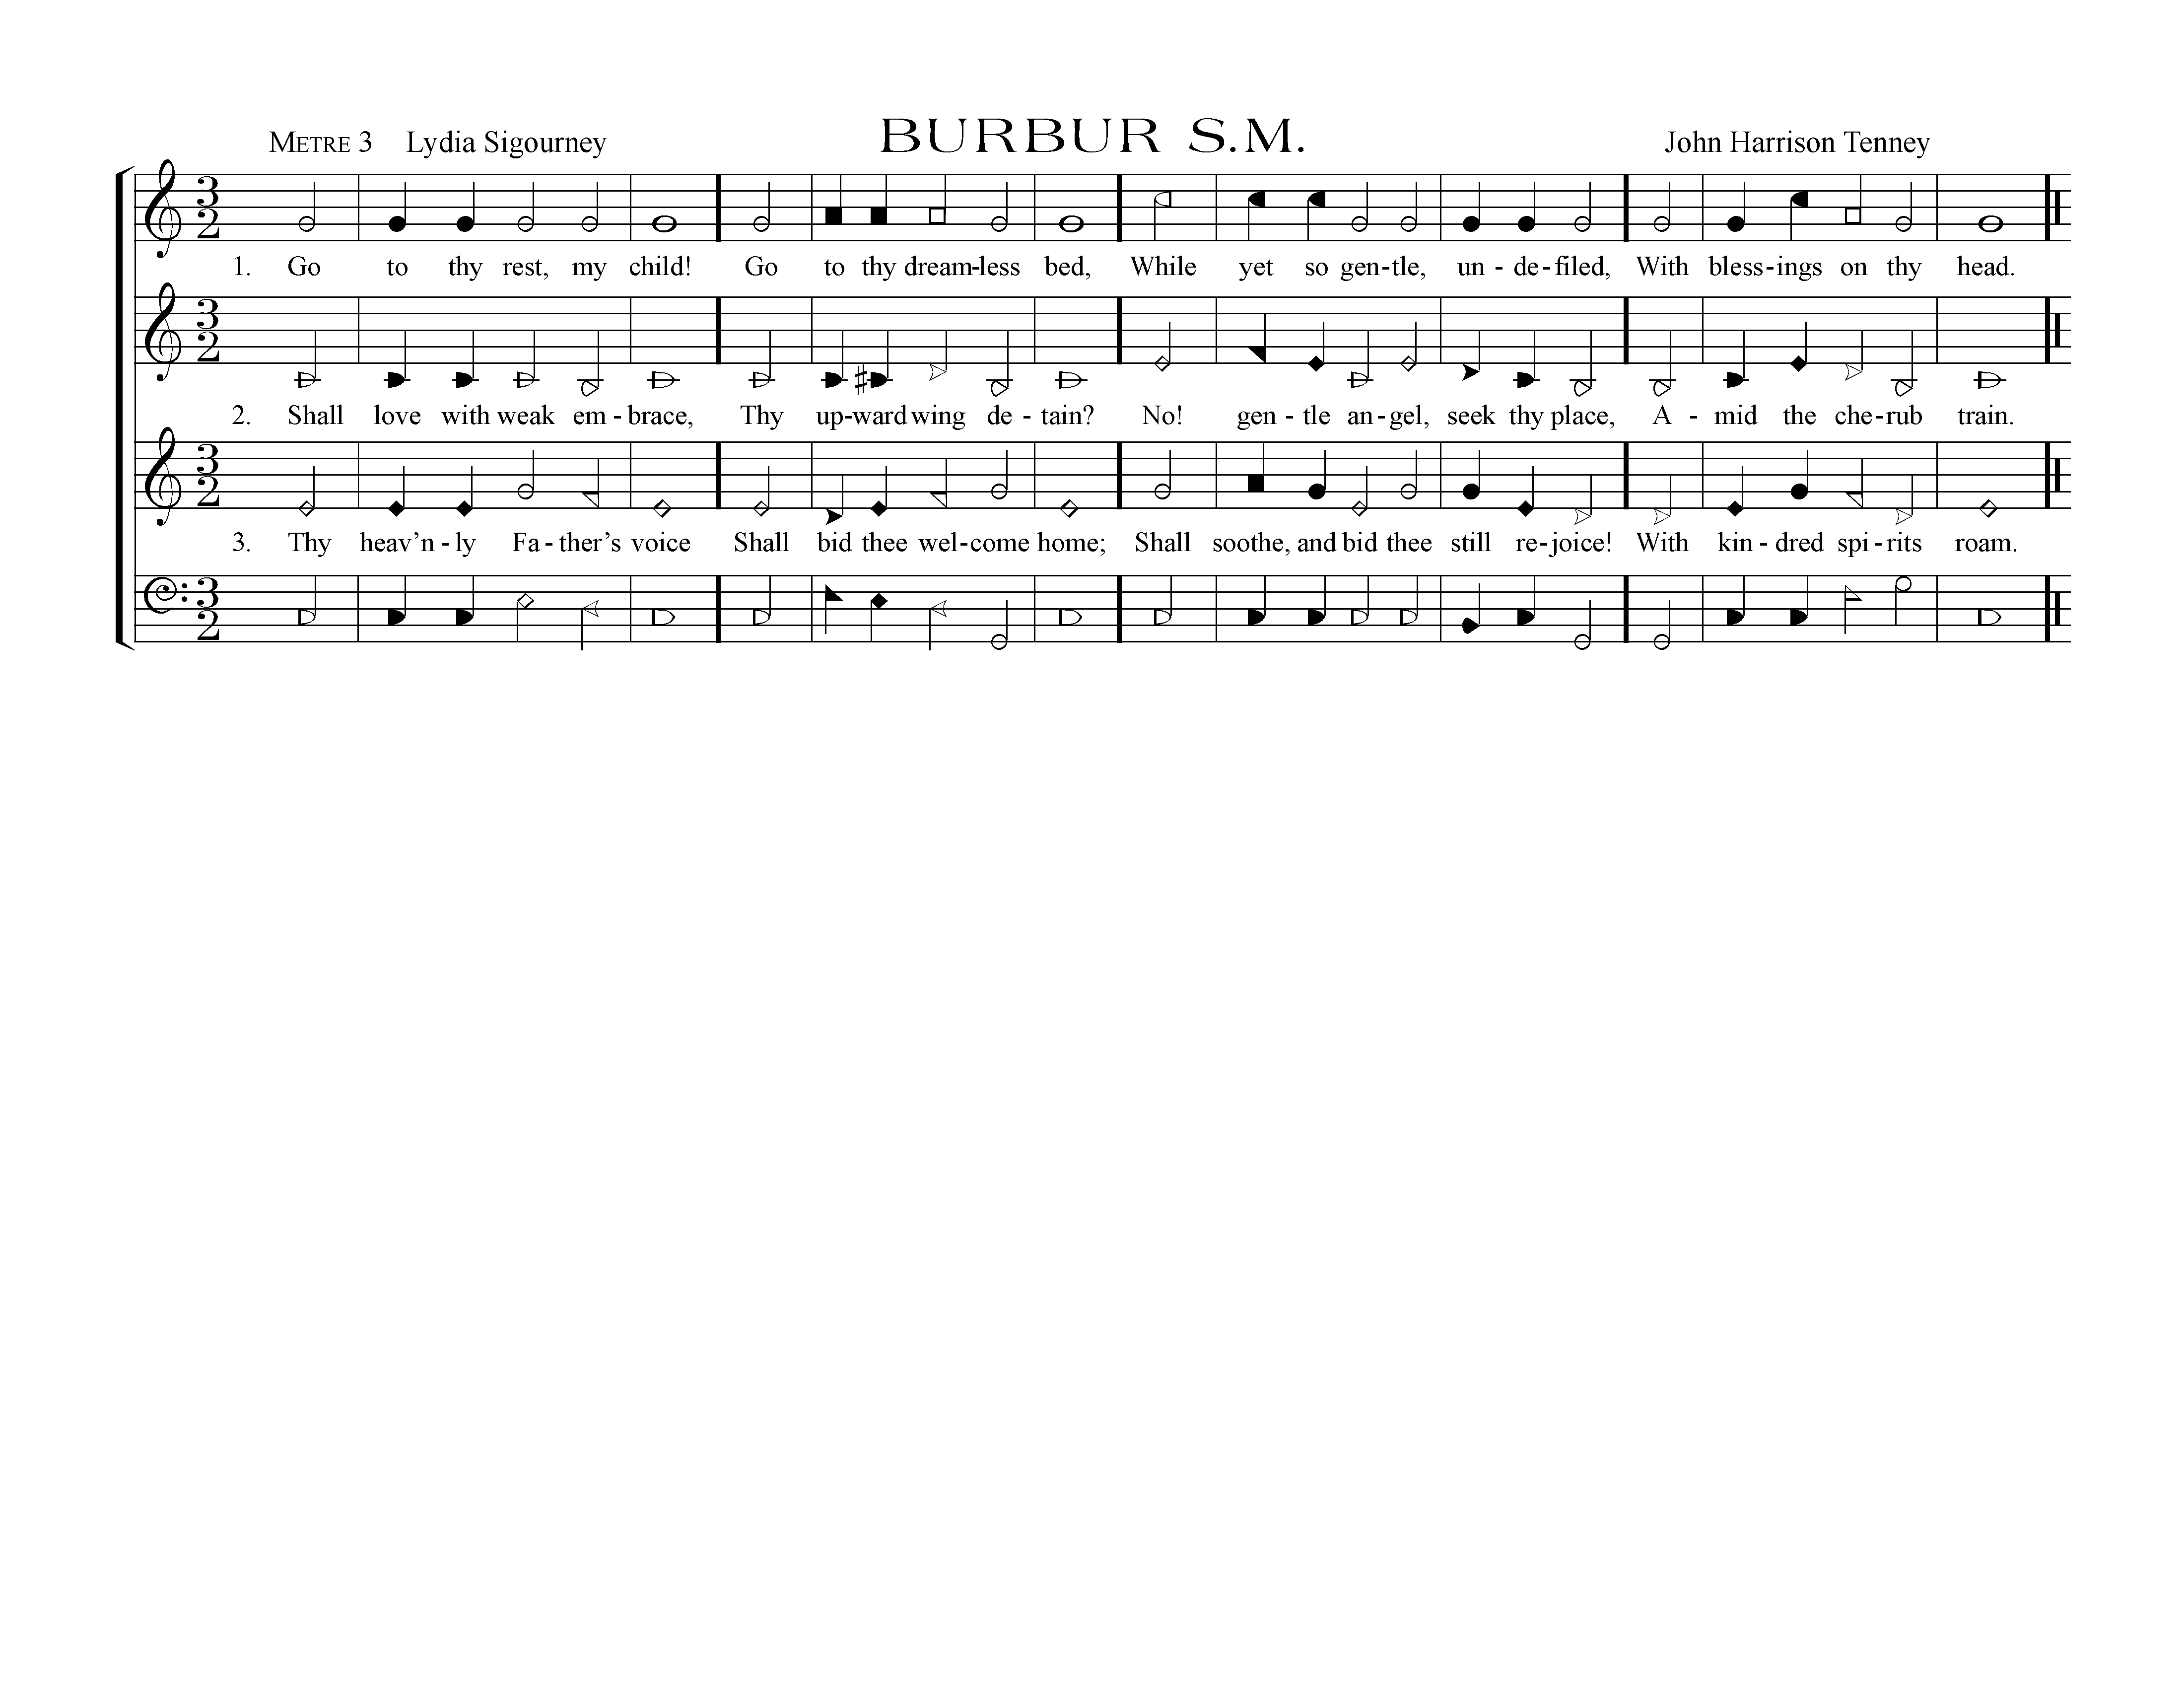 BURBUR S.M.
METRE 3 Lydia Sigourney John Harrison Tenney
3
2
1. Go to thy rest, my child! Go to thy dream-less bed, While yet so gen-tle, un - de-filed, With bless-ings on thy head.
3
2
2. Shall love with weak em - brace, Thy up-ward wing de - tain? No! gen - tle an-gel, seek thy place, A - mid the che-rub train.
3
2
3. Thy heav’n - ly Fa - ther’s voice Shall bid thee wel-come home; Shall soothe, and bid thee still re-joice! With kin - dred spi - rits roam.
3
2